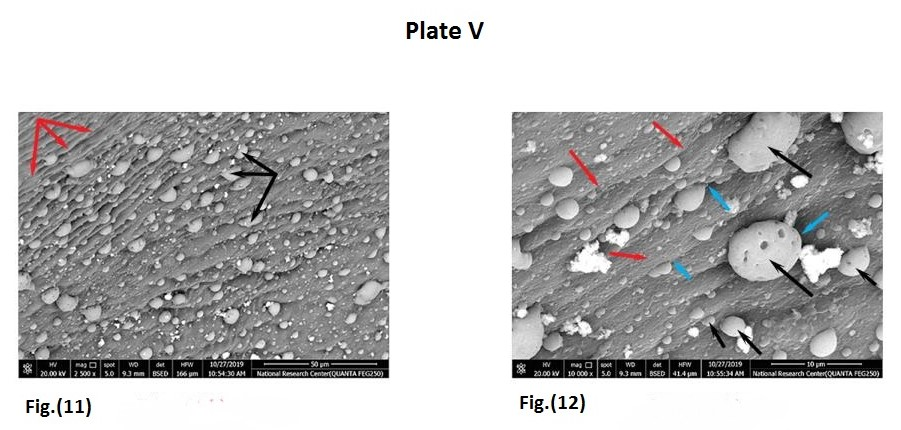 Plate V
HV mag spot WD det HFW 10/27/2019 50 µm
20.00 kV 2 500 x 5.0 9.3 mm BSED 166 µm 10:54:30 AM National Research Center(QUANTA FEG250)
HV mag spot WD det HFW 10/27/2019 10 µm
20.00 kV 10 000 x 5.0 9.3 mm BSED 41.4 µm 10:55:34 AM National Research Center(QUANTA FEG250)
Fig.(11)
Fig.(12)